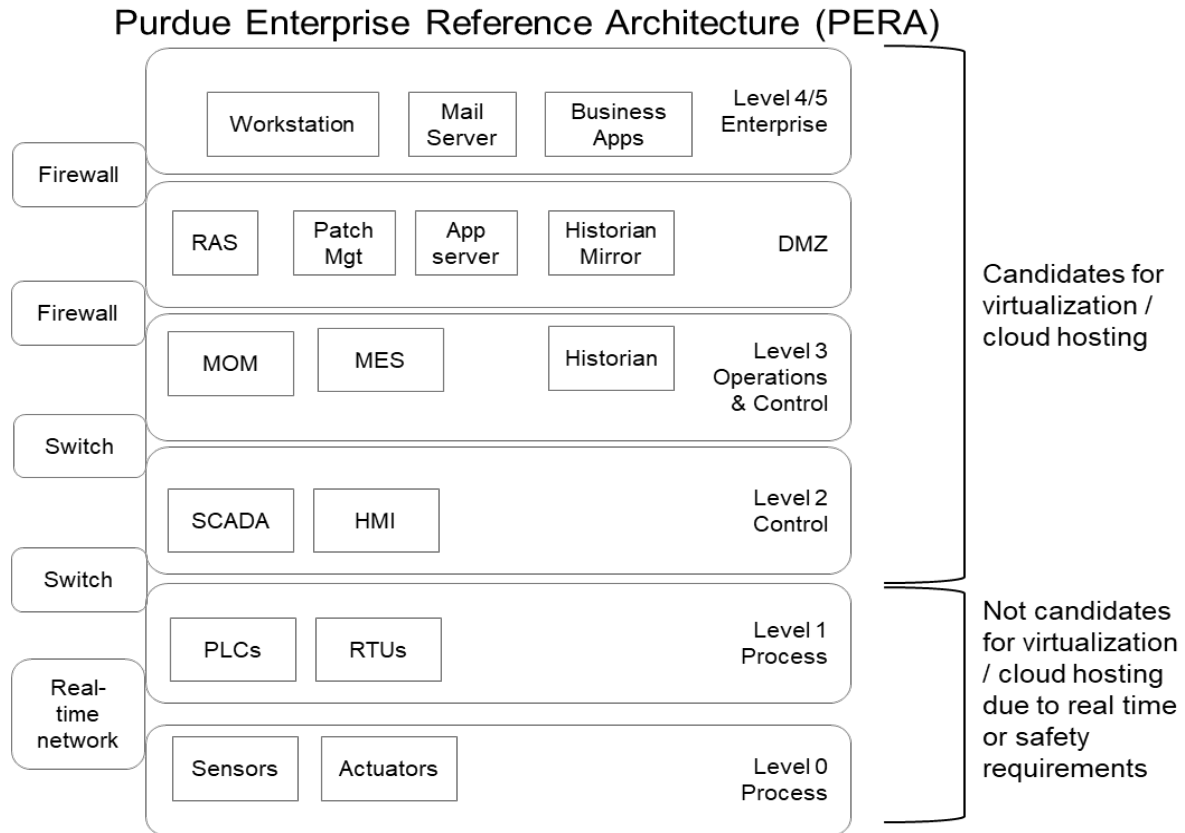 Purdue Enterprise Reference Architecture (PERA)
Workstation
Mail
Server
Business
Apps
Level 4/5
Enterprise
Firewall
RAS
Patch
Mgt
App
server
Historian
Mirror
DMZ
Firewall
MOM
MES
Historian
Level 3
Operations
& Control
Switch
SCADA
HMI
Level 2
Control
Switch
PLCs
RTUs
Level 1
Process
Real-
time
network
Sensors
Actuators
Level 0
Process
Candidates for
virtualization /
cloud hosting
Not candidates
for virtualization
/ cloud hosting
due to real time
or safety
requirements